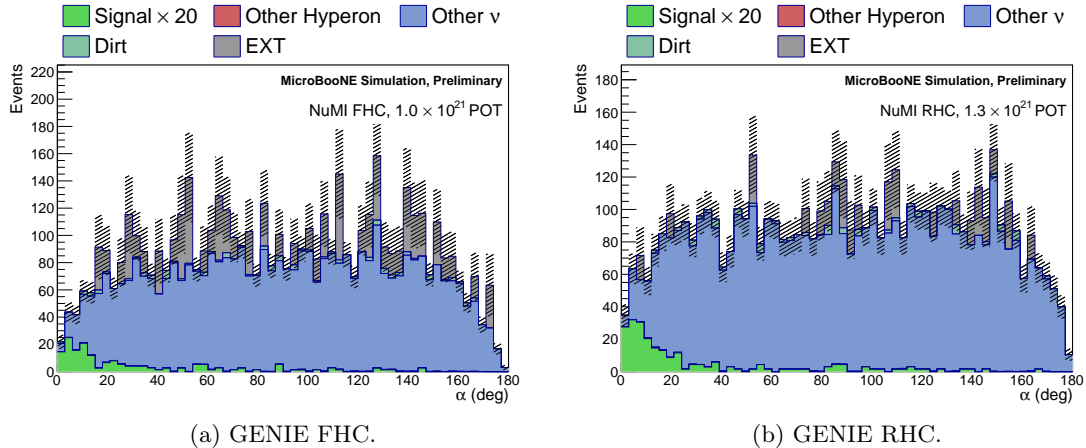 Signal × 20 Other Hyperon Other ν
Dirt EXT
Events
220
200
180
160
140
120
100
80
60
40
20
0
MicroBooNE Simulation, Preliminary
NuMI FHC, 1.0 × 10²¹ POT
0 20 40 60 80 100 120 140 160 180
α (deg)
(a) GENIE FHC.
Signal × 20 Other Hyperon Other ν
Dirt EXT
Events
180
160
140
120
100
80
60
40
20
0
MicroBooNE Simulation, Preliminary
NuMI RHC, 1.3 × 10²¹ POT
0 20 40 60 80 100 120 140 160 180
α (deg)
(b) GENIE RHC.